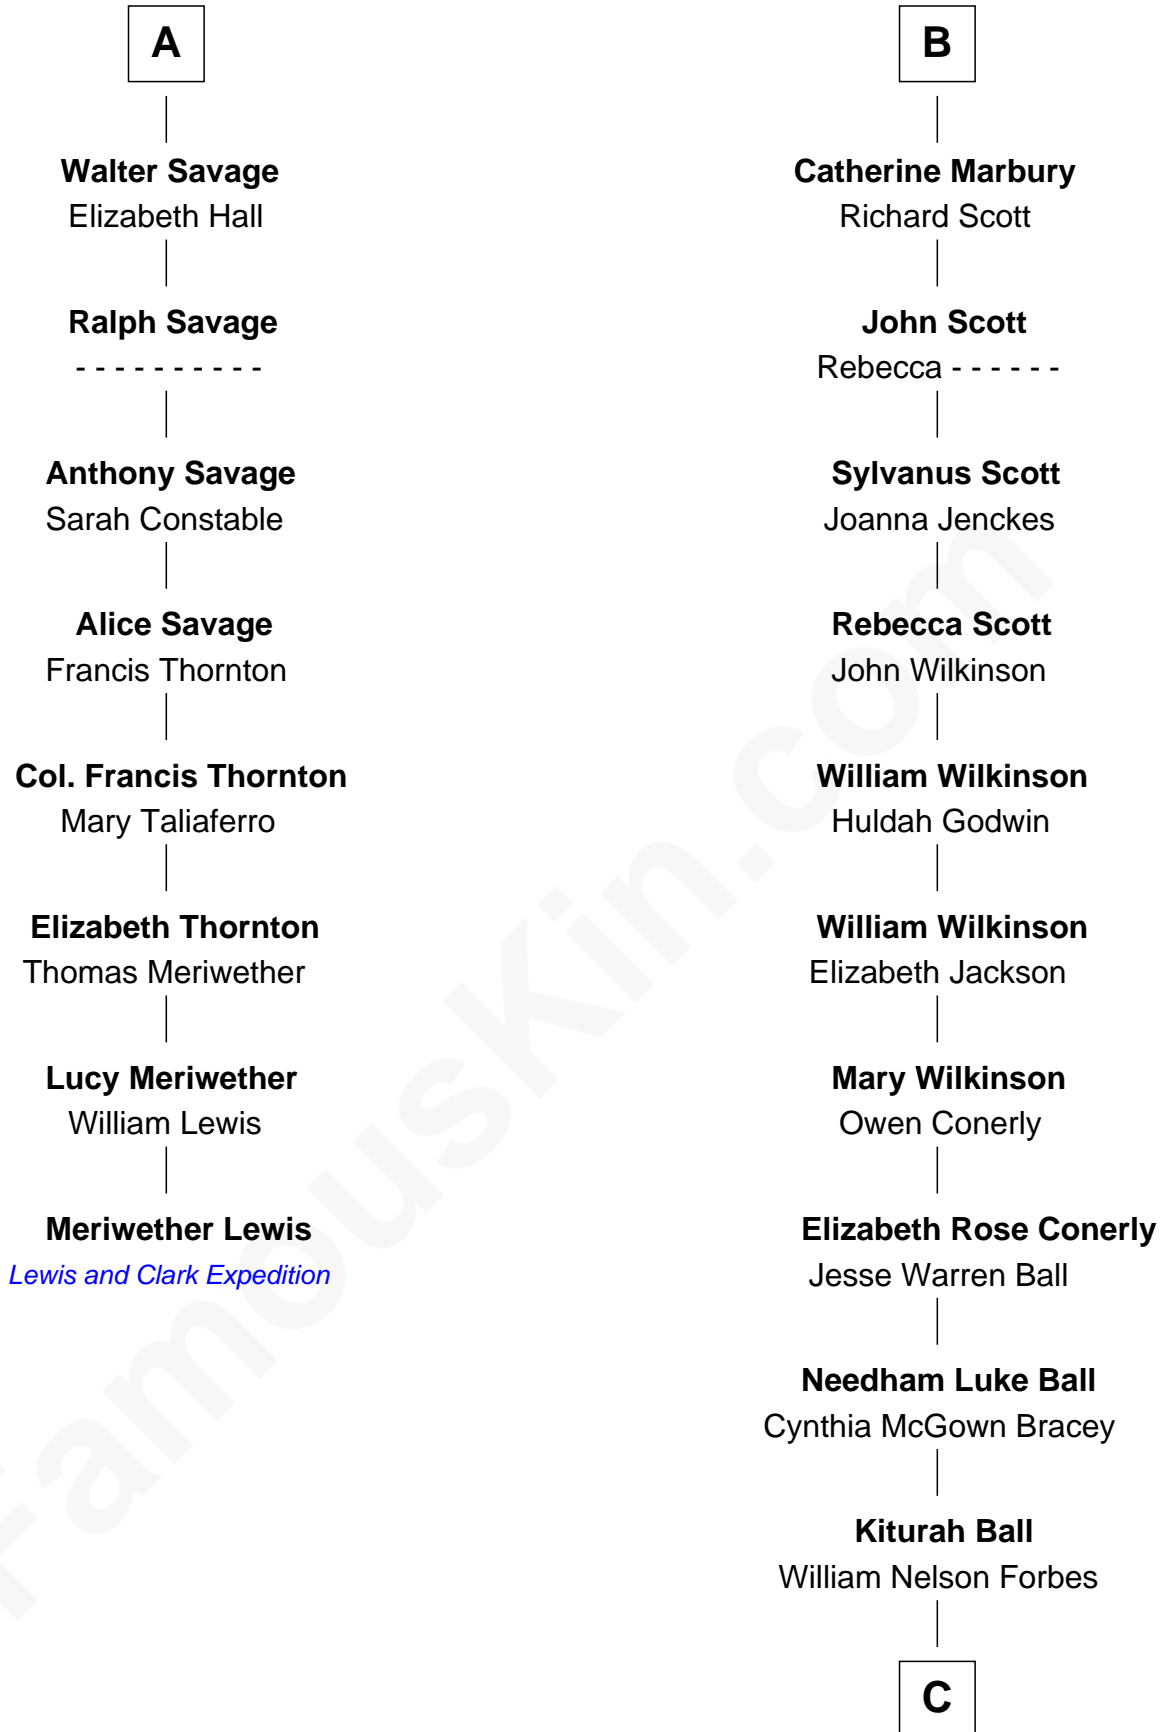 A
Walter Savage
Elizabeth Hall
Ralph Savage
- - - - - - - - - -
Anthony Savage
Sarah Constable
Alice Savage
Francis Thornton
Col. Francis Thornton
Mary Taliaferro
Elizabeth Thornton
Thomas Meriwether
Lucy Meriwether
William Lewis
Meriwether Lewis
Lewis and Clark Expedition
B
Catherine Marbury
Richard Scott
John Scott
Rebecca - - - - - -
Sylvanus Scott
Joanna Jenckes
Rebecca Scott
John Wilkinson
William Wilkinson
Huldah Godwin
William Wilkinson
Elizabeth Jackson
Mary Wilkinson
Owen Conerly
Elizabeth Rose Conerly
Jesse Warren Ball
Needham Luke Ball
Cynthia McGown Bracey
Kiturah Ball
William Nelson Forbes
C
FamousKin.com